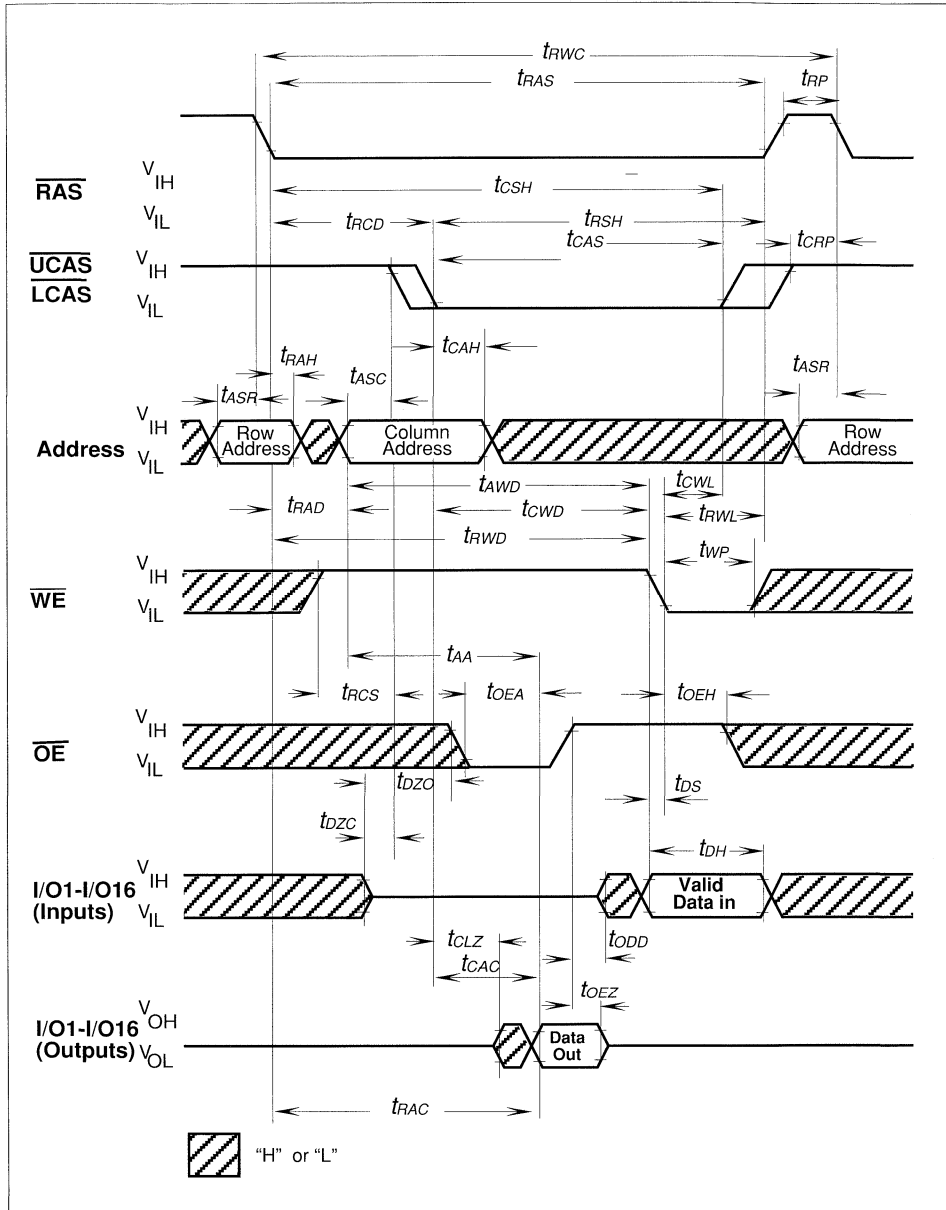 tRWC
tRAS
tRP
VIH
RAS
tCSH
VIL
tRCD
tRSH
tCAS
tCRP
UCAS
VIH
LCAS
VIL
tCAH
tRAH
tASC
tASR
tASR
VIH
Address
Row Address
Column Address
Row Address
VIL
tAWD
tCWL
tRAD
tCWD
tRWL
tRWD
tWP
VIH
WE
VIL
tAA
tRCS
tOEA
tOEH
VIH
OE
VIL
tDZO
tDS
tDZC
tDH
VIH
I/O1-I/O16
(Inputs)
VIL
Valid
Data in
tCLZ
tODD
tCAC
tOEZ
VOH
I/O1-I/O16
(Outputs)
VOL
Data
Out
tRAC
“H” or “L”